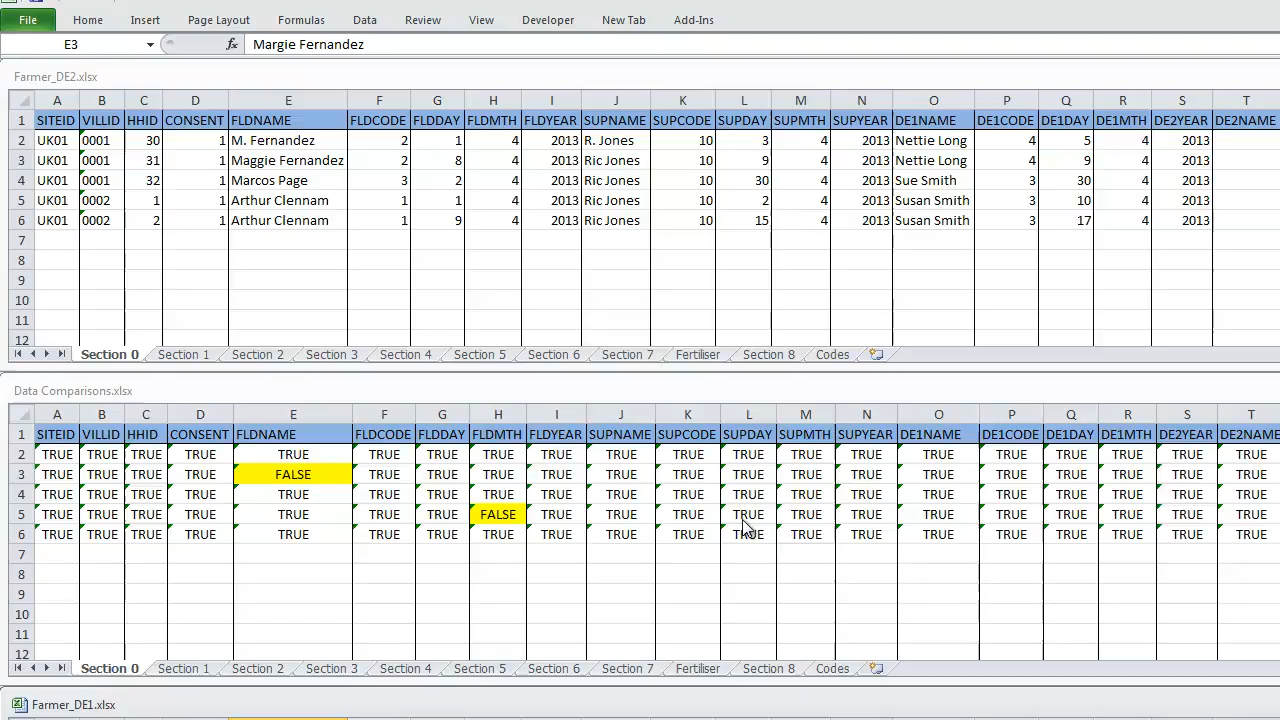 File Home Insert Page Layout Formulas Data Review View Developer New Tab Add-Ins
E3 fx Margie Fernandez
Farmer_DE2.xlsx
A B C D E F G H I J K L M N O P Q R S T
1 SITEID VILLID HHID CONSENT FLDNAME FLDCODE FLDDAY FLDMTH FLDYEAR SUPNAME SUPCODE SUPDAY SUPMTH SUPYEAR DE1NAME DE1CODE DE1DAY DE1MTH DE2YEAR DE2NAME
2 UK01 0001 30 1 M. Fernandez 2 1 4 2013 R. Jones 10 3 4 2013 Nettie Long 4 5 4 2013
3 UK01 0001 31 1 Maggie Fernandez 2 8 4 2013 Ric Jones 10 9 4 2013 Nettie Long 4 9 4 2013
4 UK01 0001 32 1 Marcos Page 3 2 4 2013 Ric Jones 10 30 4 2013 Sue Smith 3 30 4 2013
5 UK01 0002 1 1 Arthur Clennam 1 1 4 2013 Ric Jones 10 2 4 2013 Susan Smith 3 10 4 2013
6 UK01 0002 2 1 Arthur Clennam 1 9 4 2013 Ric Jones 10 15 4 2013 Susan Smith 3 17 4 2013
7
8
9
10
11
12
Section 0 Section 1 Section 2 Section 3 Section 4 Section 5 Section 6 Section 7 Fertiliser Section 8 Codes
Data Comparisons.xlsx
A B C D E F G H I J K L M N O P Q R S T
1 SITEID VILLID HHID CONSENT FLDNAME FLDCODE FLDDAY FLDMTH FLDYEAR SUPNAME SUPCODE SUPDAY SUPMTH SUPYEAR DE1NAME DE1CODE DE1DAY DE1MTH DE2YEAR DE2NAME
2 TRUE TRUE TRUE TRUE TRUE TRUE TRUE TRUE TRUE TRUE TRUE TRUE TRUE TRUE TRUE TRUE TRUE TRUE TRUE TRUE
3 TRUE TRUE TRUE TRUE FALSE TRUE TRUE TRUE TRUE TRUE TRUE TRUE TRUE TRUE TRUE TRUE TRUE TRUE TRUE TRUE
4 TRUE TRUE TRUE TRUE TRUE TRUE TRUE TRUE TRUE TRUE TRUE TRUE TRUE TRUE TRUE TRUE TRUE TRUE TRUE TRUE
5 TRUE TRUE TRUE TRUE TRUE TRUE TRUE FALSE TRUE TRUE TRUE TRUE TRUE TRUE TRUE TRUE TRUE TRUE TRUE TRUE
6 TRUE TRUE TRUE TRUE TRUE TRUE TRUE TRUE TRUE TRUE TRUE TRUE TRUE TRUE TRUE TRUE TRUE TRUE TRUE TRUE
7
8
9
10
11
12
Section 0 Section 1 Section 2 Section 3 Section 4 Section 5 Section 6 Section 7 Fertiliser Section 8 Codes
Farmer_DE1.xlsx